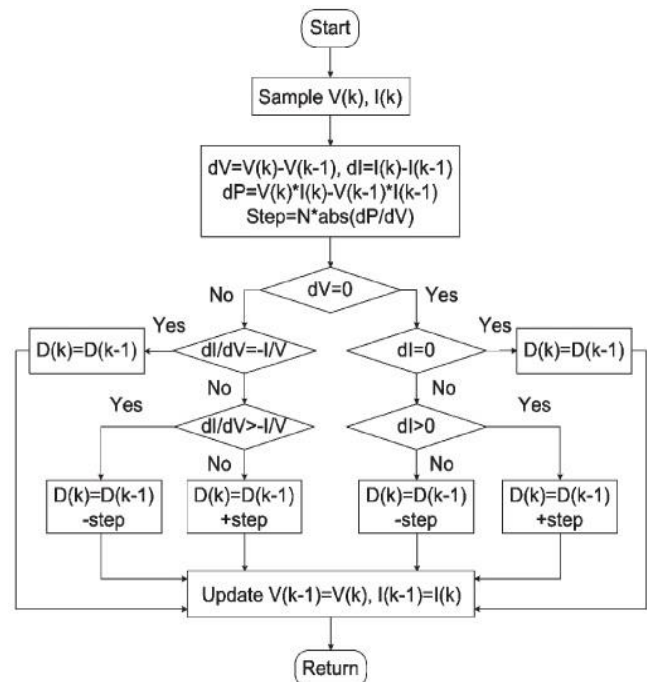 Start
Sample V(k), I(k)
dV=V(k)-V(k-1), dI=I(k)-I(k-1)
dP=V(k)*I(k)-V(k-1)*I(k-1)
Step=N*abs(dP/dV)
dV=0
No
Yes
Yes
D(k)=D(k-1)
dI/dV=-I/V
dI=0
Yes
D(k)=D(k-1)
No
No
Yes
dI/dV>-I/V
dI>0
Yes
No
No
D(k)=D(k-1)
-step
D(k)=D(k-1)
+step
D(k)=D(k-1)
-step
D(k)=D(k-1)
+step
Update V(k-1)=V(k), I(k-1)=I(k)
Return